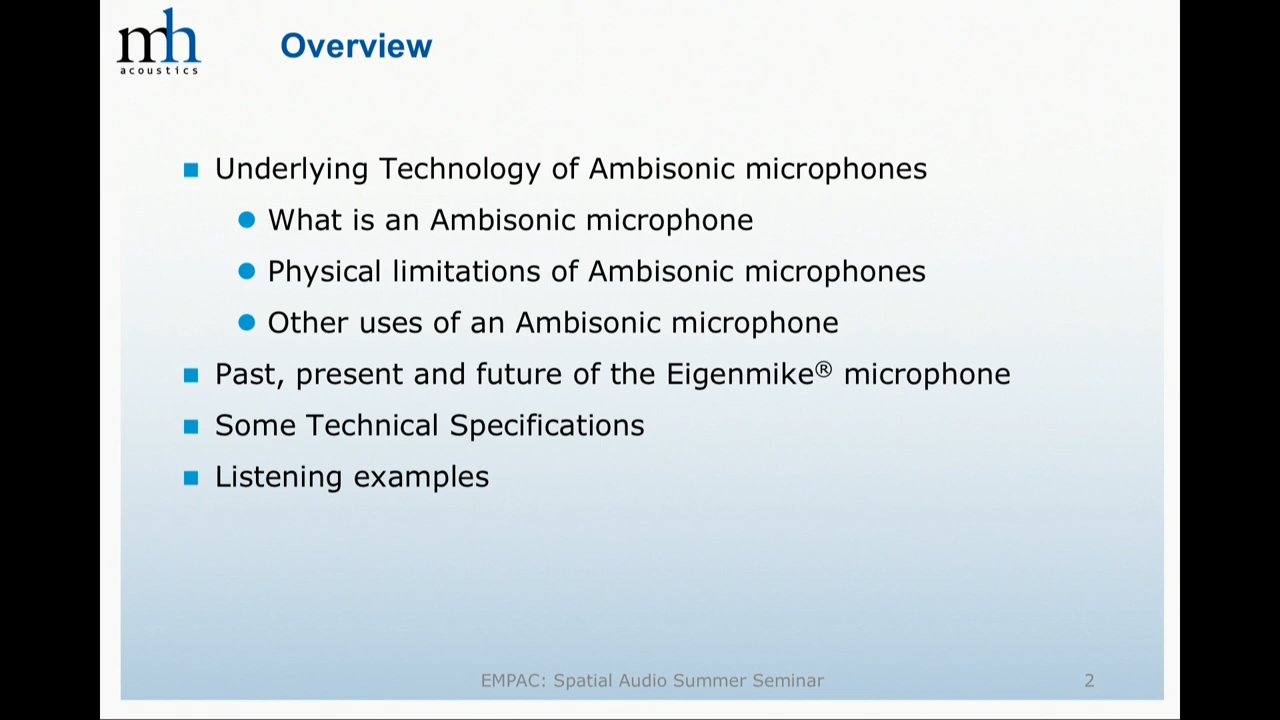 mh
acoustics
Overview
Underlying Technology of Ambisonic microphones
What is an Ambisonic microphone
Physical limitations of Ambisonic microphones
Other uses of an Ambisonic microphone
Past, present and future of the Eigenmike® microphone
Some Technical Specifications
Listening examples
EMPAC: Spatial Audio Summer Seminar
2